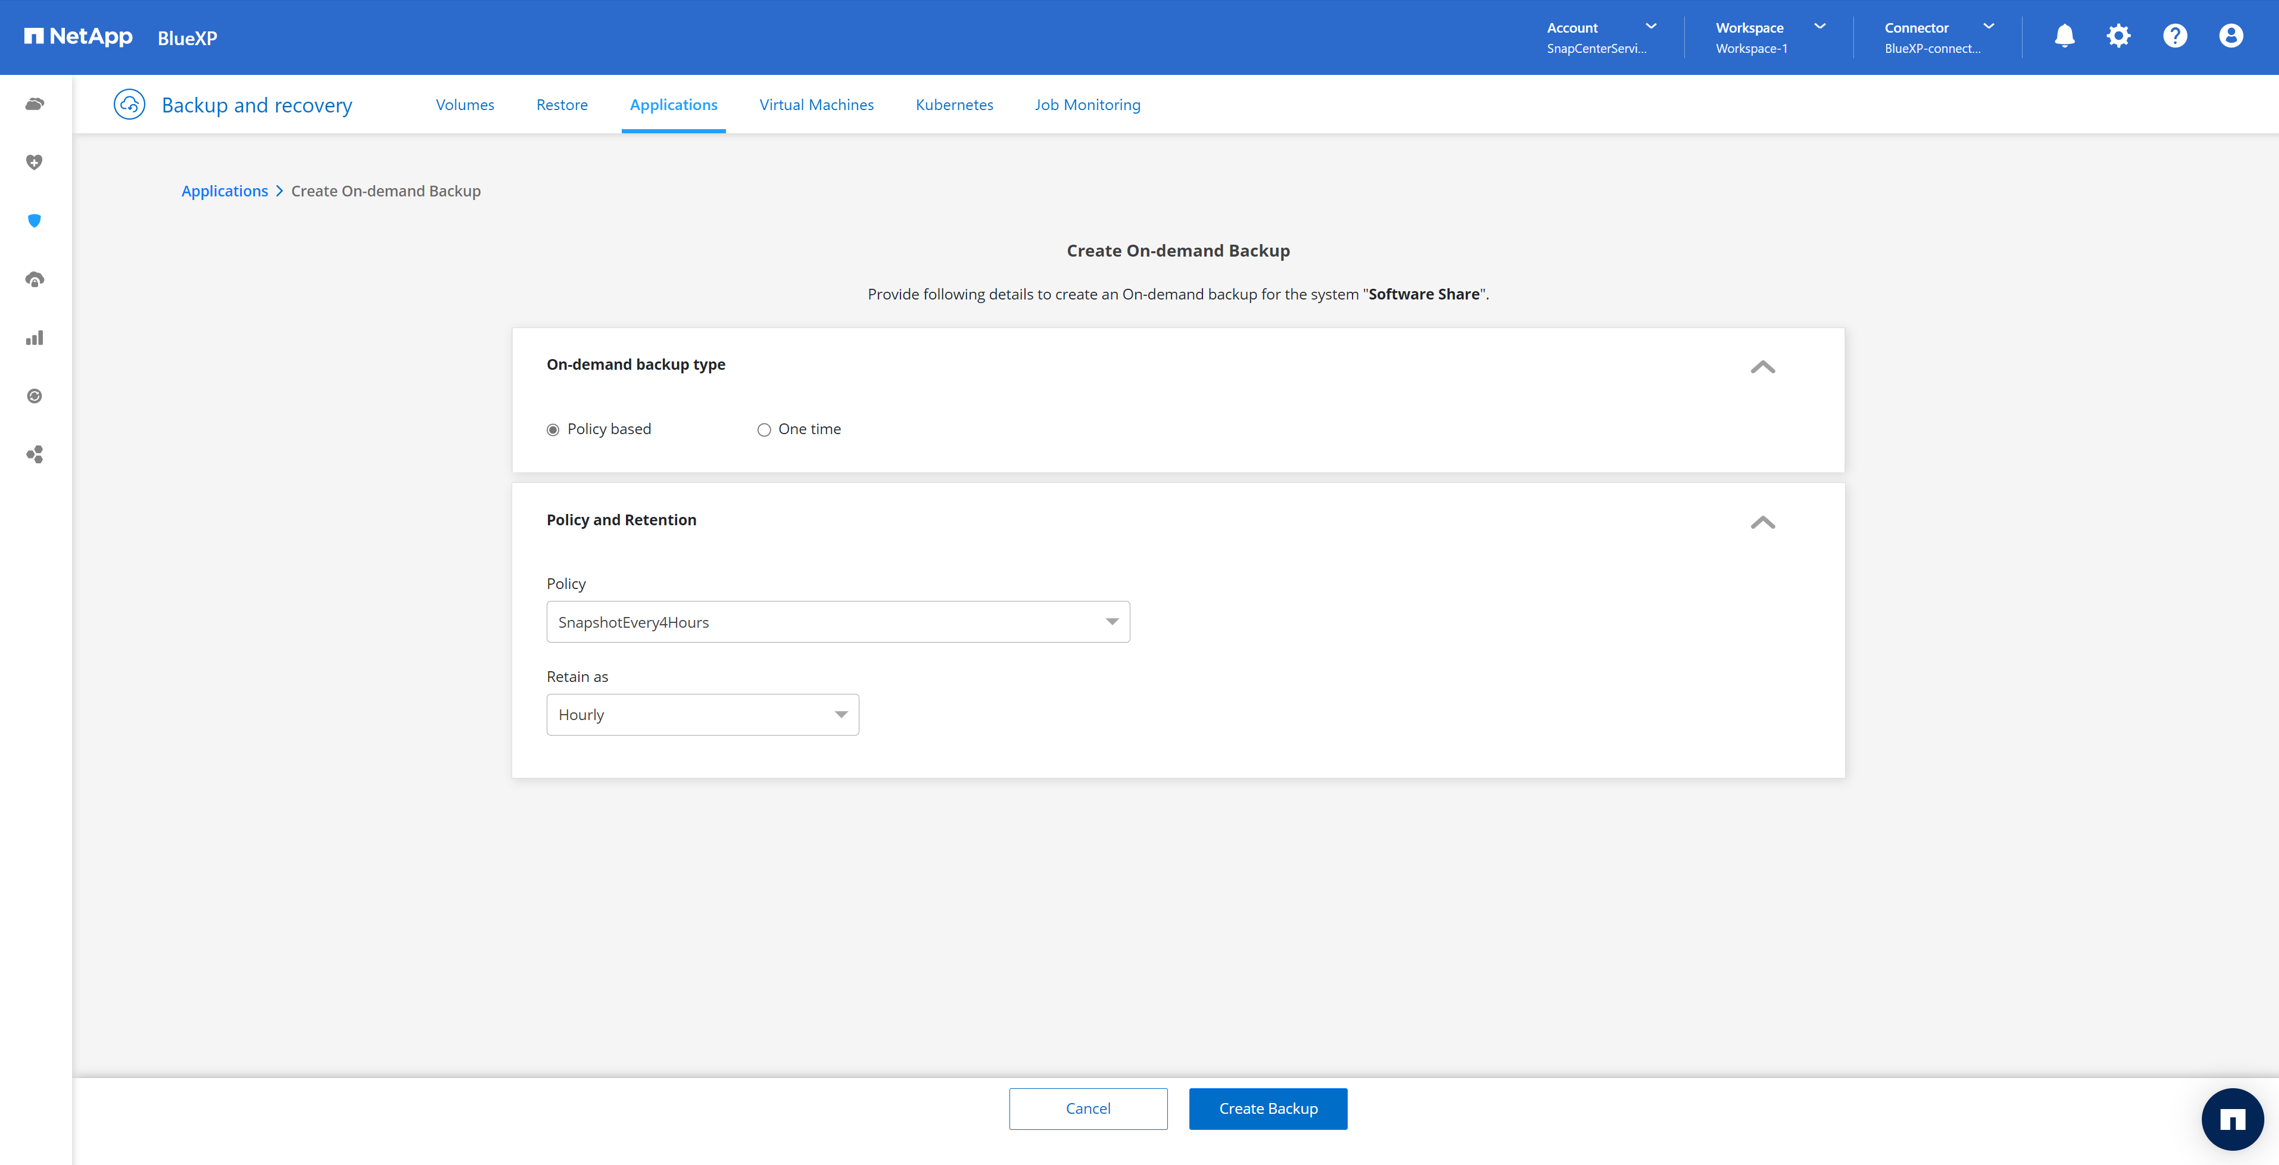 NetApp BlueXP
Account
SnapCenterServi...
Workspace
Workspace-1
Connector
BlueXP-connect...
Backup and recovery
Volumes
Restore
Applications
Virtual Machines
Kubernetes
Job Monitoring
Applications > Create On-demand Backup
Create On-demand Backup
Provide following details to create an On-demand backup for the system "Software Share".
On-demand backup type
Policy based
One time
Policy and Retention
Policy
SnapshotEvery4Hours
Retain as
Hourly
Cancel
Create Backup